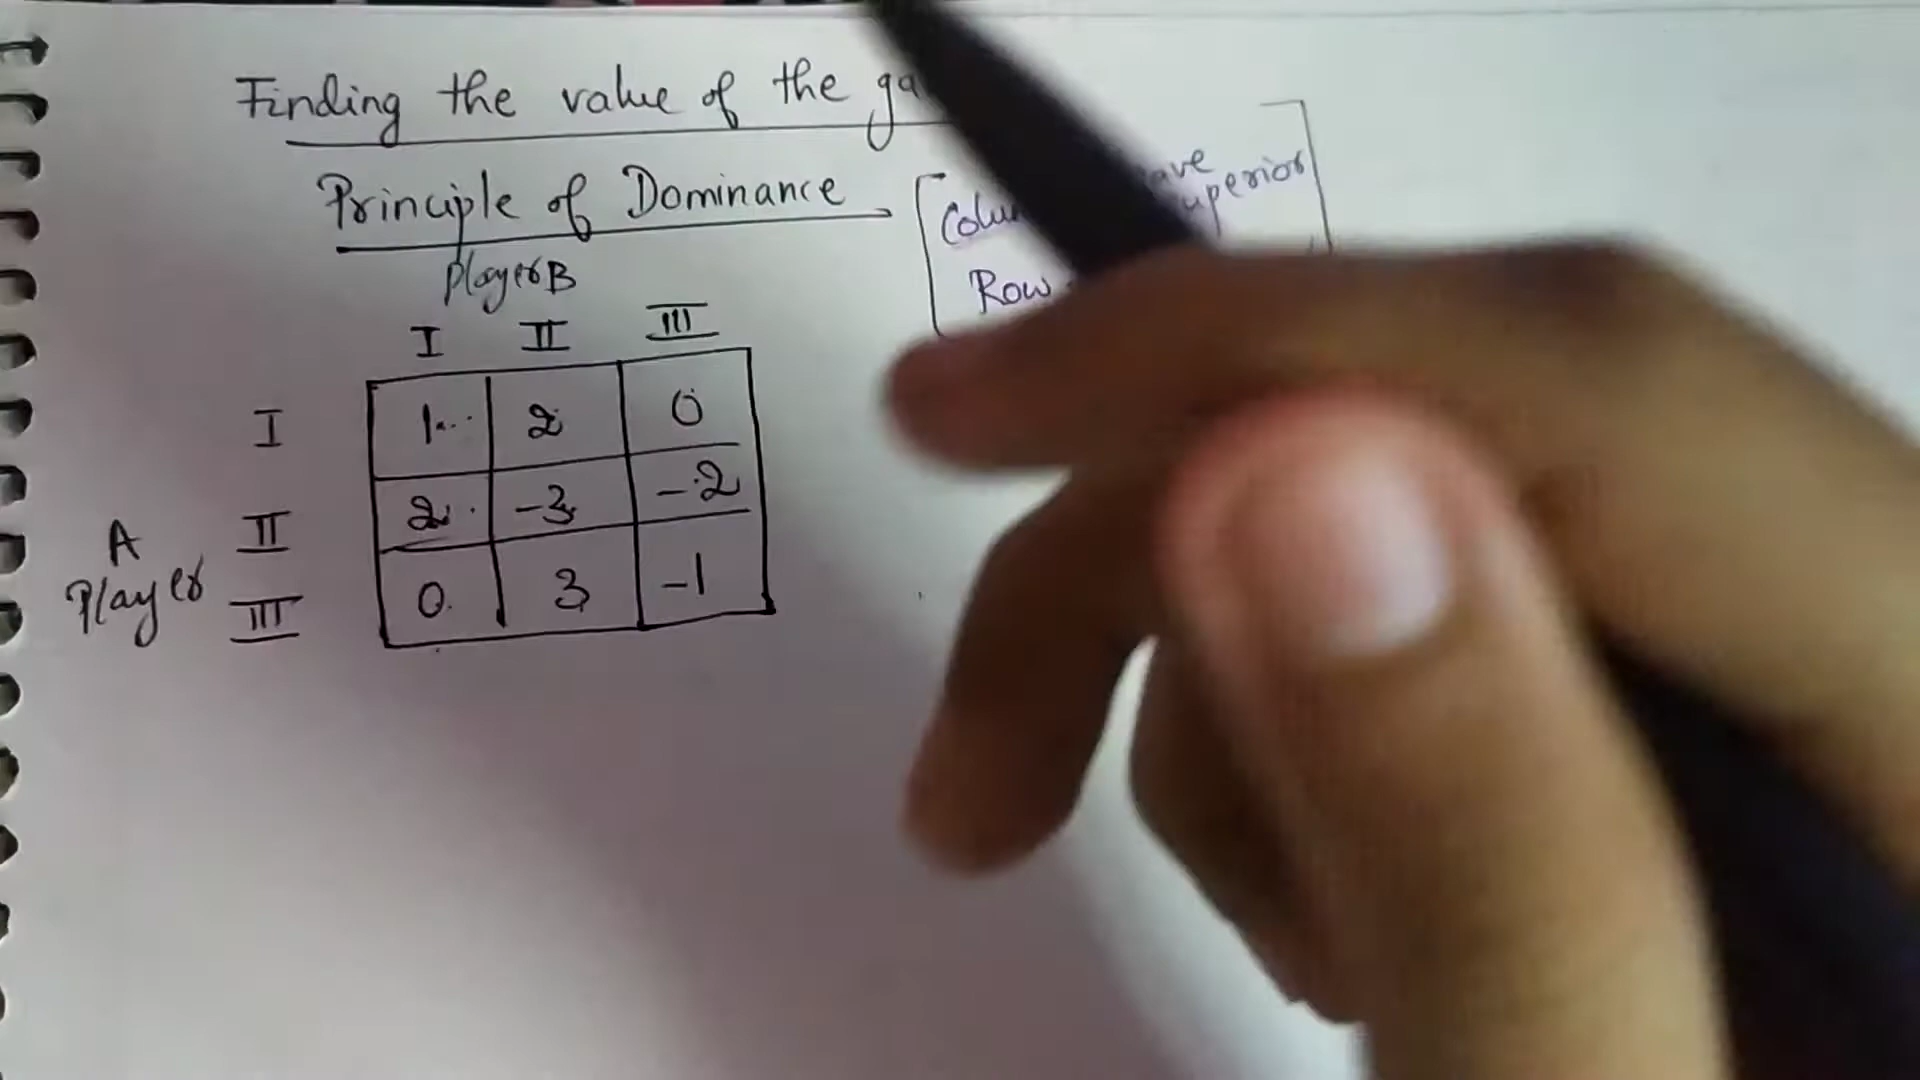 Finding the value of the
Principle of Dominance
Superior
Row
Player B
I II III
I 1 2 0
II 2 -3 -2
A
Player
III 0 3 -1